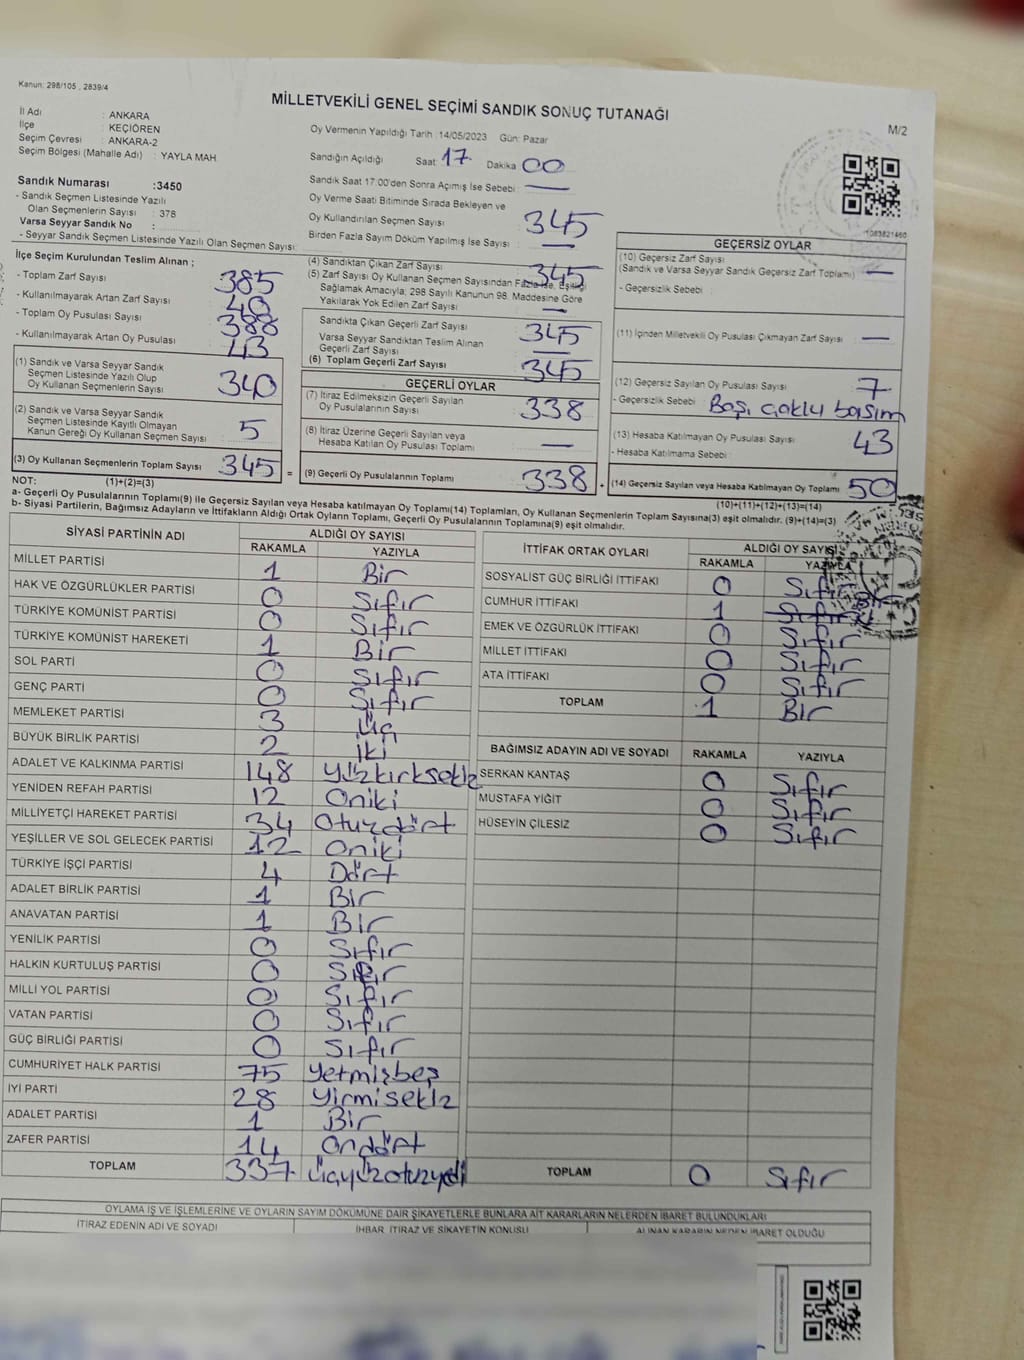 Kanun: 298/105 , 2839/4
MİLLETVEKİLİ GENEL SEÇİMİ SANDIK SONUÇ TUTANAĞI
M/2
İl Adı : ANKARA
İlçe : KEÇİÖREN
Seçim Çevresi : ANKARA-2
Seçim Bölgesi (Mahalle Adı) : YAYLA MAH.
Sandık Numarası :3450
- Sandık Seçmen Listesinde Yazılı
Olan Seçmenlerin Sayısı : 378
Varsa Seyyar Sandık No :
- Seyyar Sandık Seçmen Listesinde Yazılı Olan Seçmen Sayısı:
Oy Vermenin Yapıldığı Tarih :14/05/2023 Gün: Pazar
Sandığın Açıldığı Saat 17 Dakika 00
Sandık Saat 17:00'den Sonra Açımış İse Sebebi : —
Oy Verme Saati Bitiminde Sırada Bekleyen ve
Oy Kullandırılan Seçmen Sayısı 345
Birden Fazla Sayım Döküm Yapılmış İse Sayısı: —
1083821460
İlçe Seçim Kurulundan Teslim Alınan ;
- Toplam Zarf Sayısı 385
- Kullanılmayarak Artan Zarf Sayısı 40
- Toplam Oy Pusulası Sayısı: 388
- Kullanılmayarak Artan Oy Pusulası 43
(1) Sandık ve Varsa Seyyar Sandık
Seçmen Listesinde Yazılı Olup
Oy Kullanan Seçmenlerin Sayısı 340
(2) Sandık ve Varsa Seyyar Sandık
Seçmen Listesinde Kayıtlı Olmayan
Kanun Gereği Oy Kullanan Seçmen Sayısı 5
(3) Oy Kullanan Seçmenlerin Toplam Sayısı 345 =
(4) Sandıktan Çıkan Zarf Sayısı 345
(5) Zarf Sayısı Oy Kullanan Seçmen Sayısından Fazla ise, Eşitliği
Sağlamak Amacıyla; 298 Sayılı Kanunun 98. Maddesine Göre
Yakılarak Yok Edilen Zarf Sayısı —
Sandıkta Çıkan Geçerli Zarf Sayısı 345
Varsa Seyyar Sandıktan Teslim Alınan
Geçerli Zarf Sayısı —
(6) Toplam Geçerli Zarf Sayısı 345
GEÇERLİ OYLAR
(7) İtiraz Edilmeksizin Geçerli Sayılan
Oy Pusulalarının Sayısı 338
(8) İtiraz Üzerine Geçerli Sayılan veya
Hesaba Katılan Oy Pusulası Toplamı —
(9) Geçerli Oy Pusulalarının Toplamı 338 +
GEÇERSİZ OYLAR
(10) Geçersiz Zarf Sayısı
(Sandık ve Varsa Seyyar Sandık Geçersiz Zarf Toplamı) —
- Geçersizlik Sebebi :
(11) İçinden Milletvekili Oy Pusulası Çıkmayan Zarf Sayısı —
(12) Geçersiz Sayılan Oy Pusulası Sayısı 7
- Geçersizlik Sebebi : Başı çoklu basım
(13) Hesaba Katılmayan Oy Pusulası Sayısı 43
- Hesaba Katılmama Sebebi :
(14) Geçersiz Sayılan veya Hesaba Katılmayan Oy Toplamı 50
NOT: (1)+(2)=(3) (10)+(11)+(12)+(13)=(14)
a- Geçerli Oy Pusulalarının Toplamı(9) ile Geçersiz Sayılan veya Hesaba katılmayan Oy Toplamı(14) Toplamları, Oy Kullanan Seçmenlerin Toplam Sayısına(3) eşit olmalıdır. (9)+(14)=(3)
b- Siyasi Partilerin, Bağımsız Adayların ve İttifakların Aldığı Ortak Oyların Toplamı, Geçerli Oy Pusulalarının Toplamına(9) eşit olmalıdır.
SİYASİ PARTİNİN ADI ALDIĞI OY SAYISI
RAKAMLA YAZIYLA
MİLLET PARTİSİ 1 Bir
HAK VE ÖZGÜRLÜKLER PARTİSİ 0 Sıfır
TÜRKİYE KOMÜNİST PARTİSİ 0 Sıfır
TÜRKİYE KOMÜNİST HAREKETİ 1 Bir
SOL PARTİ 0 Sıfır
GENÇ PARTİ 0 Sıfır
MEMLEKET PARTİSİ 3 Üç
BÜYÜK BİRLİK PARTİSİ 2 İki
ADALET VE KALKINMA PARTİSİ 148 Yüzkırksekiz
YENİDEN REFAH PARTİSİ 12 Oniki
MİLLİYETÇİ HAREKET PARTİSİ 34 Otuzdört
YEŞİLLER VE SOL GELECEK PARTİSİ 12 Oniki
TÜRKİYE İŞÇİ PARTİSİ 4 Dört
ADALET BİRLİK PARTİSİ 1 Bir
ANAVATAN PARTİSİ 1 Bir
YENİLİK PARTİSİ 0 Sıfır
HALKIN KURTULUŞ PARTİSİ 0 Sıfır
MİLLİ YOL PARTİSİ 0 Sıfır
VATAN PARTİSİ 0 Sıfır
GÜÇ BİRLİĞİ PARTİSİ 0 Sıfır
CUMHURİYET HALK PARTİSİ 75 Yetmişbeş
İYİ PARTİ 28 Yirmisekiz
ADALET PARTİSİ 1 Bir
ZAFER PARTİSİ 14 Ondört
TOPLAM 337 Üçyüzotuzyedi
İTTİFAK ORTAK OYLARI ALDIĞI OY SAYISI
RAKAMLA YAZIYLA
SOSYALİST GÜÇ BİRLİĞİ İTTİFAKI 0 Sıfır
CUMHUR İTTİFAKI 1 Sıfır Bir
EMEK VE ÖZGÜRLÜK İTTİFAKI 0 Sıfır
MİLLET İTTİFAKI 0 Sıfır
ATA İTTİFAKI 0 Sıfır
TOPLAM 1 Bir
BAĞIMSIZ ADAYIN ADI VE SOYADI RAKAMLA YAZIYLA
SERKAN KANTAŞ 0 Sıfır
MUSTAFA YİĞİT 0 Sıfır
HÜSEYİN ÇİLESİZ 0 Sıfır
TOPLAM 0 Sıfır
OYLAMA İŞ VE İŞLEMLERİNE VE OYLARIN SAYIM DÖKÜMÜNE DAİR ŞİKAYETLERLE BUNLARA AİT KARARLARIN NELERDEN İBARET BULUNDUKLARI
İTİRAZ EDENİN ADI VE SOYADI İHBAR, İTİRAZ VE ŞİKAYETİN KONUSU ALINAN KARARIN NEDEN İBARET OLDUĞU